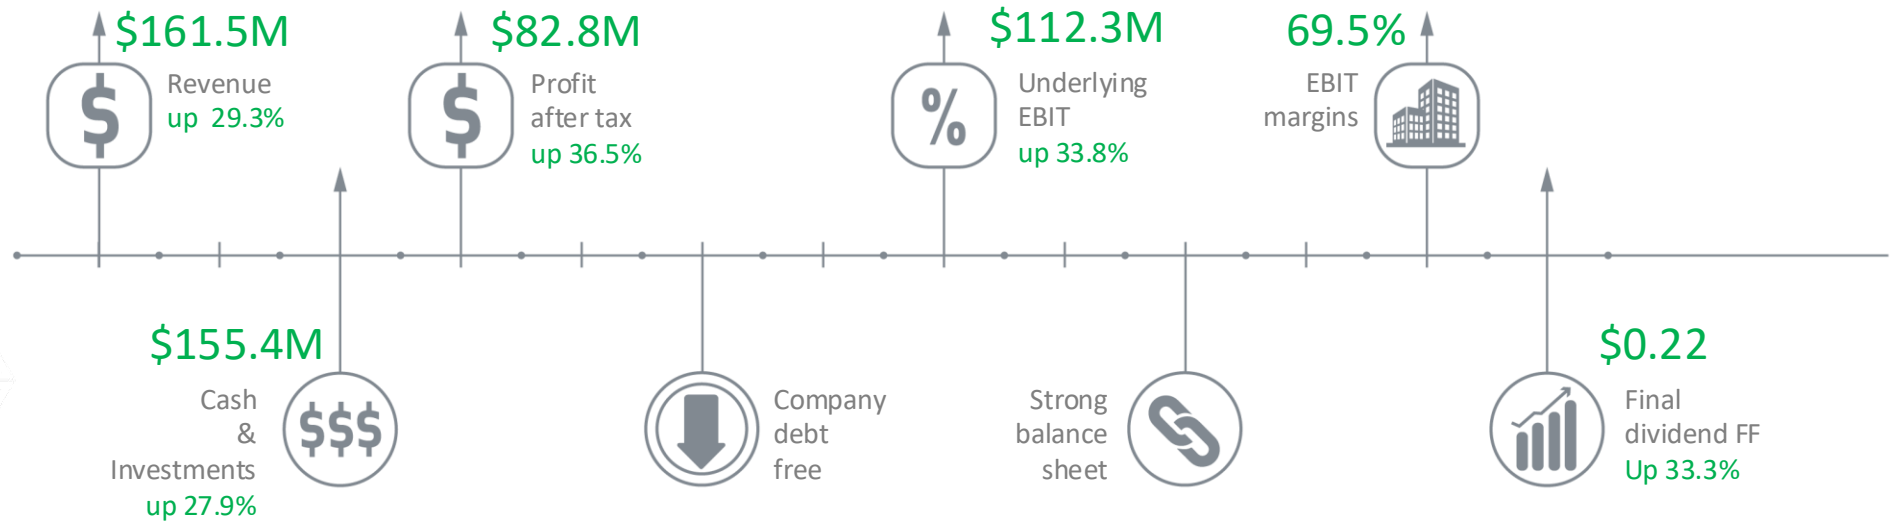 $161.5M
Revenue
up 29.3%
$82.8M
Profit
after tax
up 36.5%
$112.3M
%
Underlying
EBIT
up 33.8%
69.5%
EBIT
margins
$
$
$155.4M
Cash
&
Investments
up 27.9%
$$$
Company
debt
free
Strong
balance
sheet
$0.22
Final
dividend FF
Up 33.3%